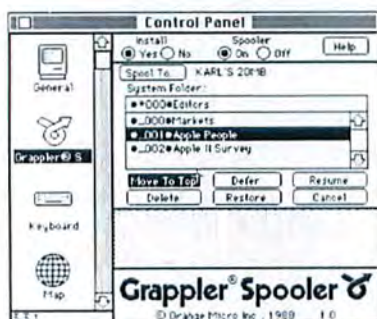 Control Panel
Install
Spooler
Yes No
On Off
Help
Spool To... KARL'S 20MB
System Folder:
●*000●Editors
●_000●Markets
●_001●Apple People
●_002●Apple II Survey
Move To Top
Defer
Resume
Delete
Restore
Cancel
General
Grappler® S
Keyboard
Map
Grappler® Spooler
© Orange Micro Inc., 1988 1.0